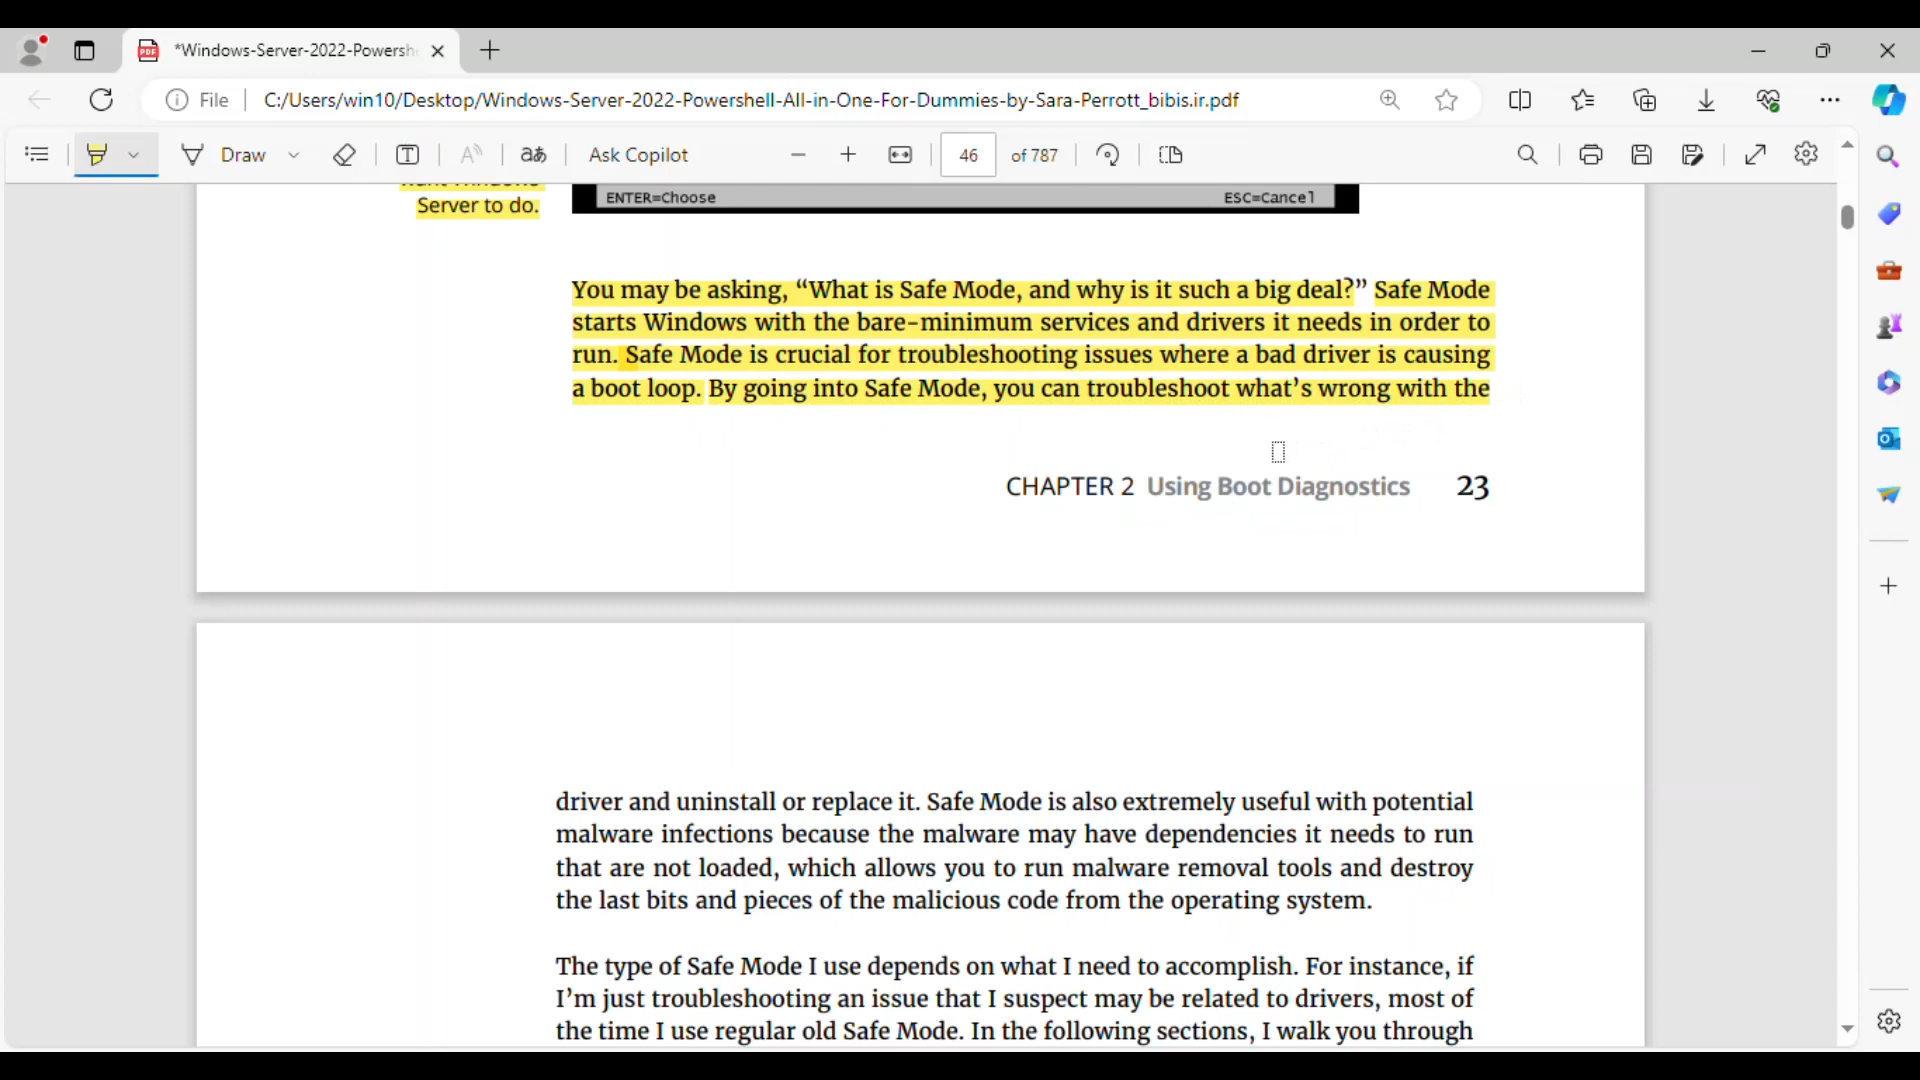 *Windows-Server-2022-Powersh
File
C:/Users/win10/Desktop/Windows-Server-2022-Powershell-All-in-One-For-Dummies-by-Sara-Perrott_bibis.ir.pdf
Draw
Ask Copilot
46
of 787
Server to do.
ENTER=Choose
ESC=Cancel
You may be asking, “What is Safe Mode, and why is it such a big deal?” Safe Mode
starts Windows with the bare-minimum services and drivers it needs in order to
run. Safe Mode is crucial for troubleshooting issues where a bad driver is causing
a boot loop. By going into Safe Mode, you can troubleshoot what’s wrong with the
CHAPTER 2 Using Boot Diagnostics 23
driver and uninstall or replace it. Safe Mode is also extremely useful with potential
malware infections because the malware may have dependencies it needs to run
that are not loaded, which allows you to run malware removal tools and destroy
the last bits and pieces of the malicious code from the operating system.
The type of Safe Mode I use depends on what I need to accomplish. For instance, if
I’m just troubleshooting an issue that I suspect may be related to drivers, most of
the time I use regular old Safe Mode. In the following sections, I walk you through